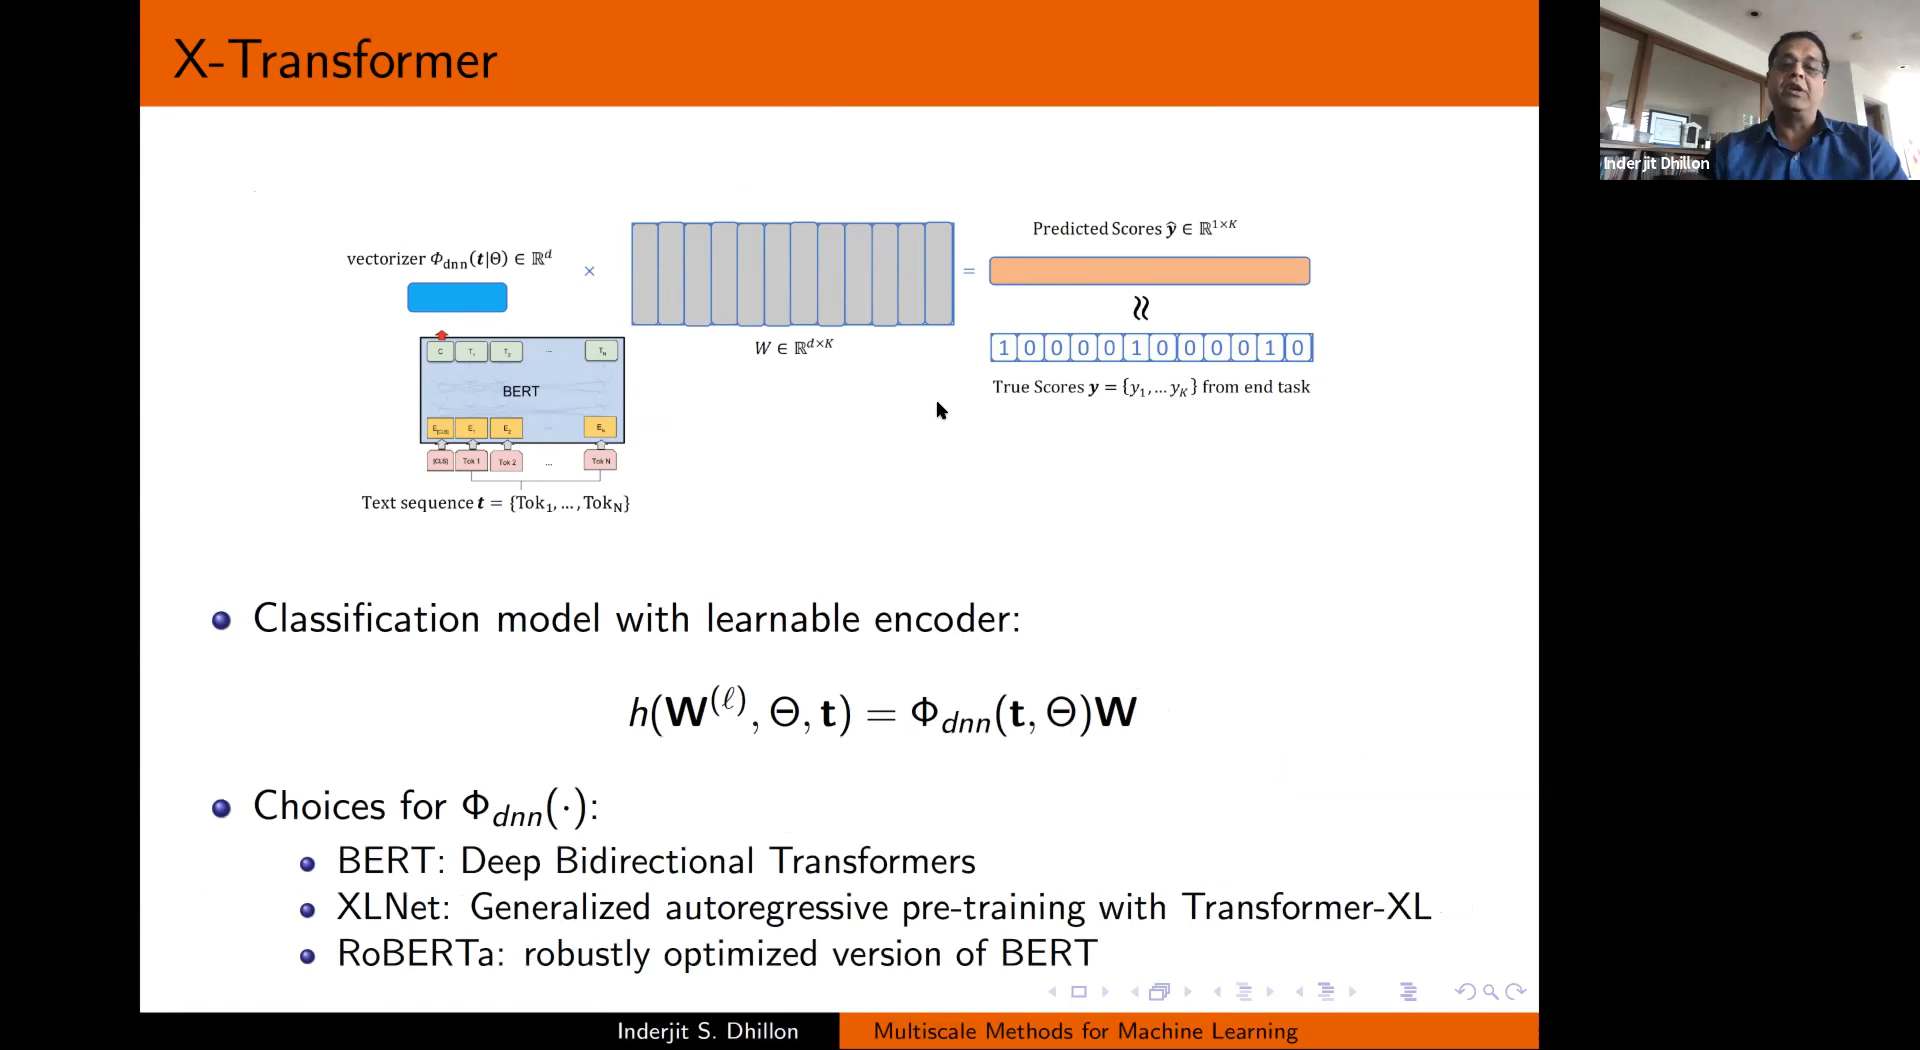 X-Transformer
Inderjit Dhillon
vectorizer Φ_dnn(t|Θ) ∈ ℝ^d
×
W ∈ ℝ^{d×K}
=
Predicted Scores ŷ ∈ ℝ^{1×K}
≈
1 0 0 0 0 1 0 0 0 0 1 0
True Scores y = {y_1, … y_K} from end task
C T_1 T_2 ... T_N
BERT
E_[CLS] E_1 E_2 E_N
[CLS] Tok 1 Tok 2 ... Tok N
Text sequence t = {Tok_1, … , Tok_N}
Classification model with learnable encoder:
h(W^{(ℓ)}, Θ, t) = Φ_dnn(t, Θ)W
Choices for Φ_dnn(·):
BERT: Deep Bidirectional Transformers
XLNet: Generalized autoregressive pre-training with Transformer-XL
RoBERTa: robustly optimized version of BERT
Inderjit S. Dhillon
Multiscale Methods for Machine Learning